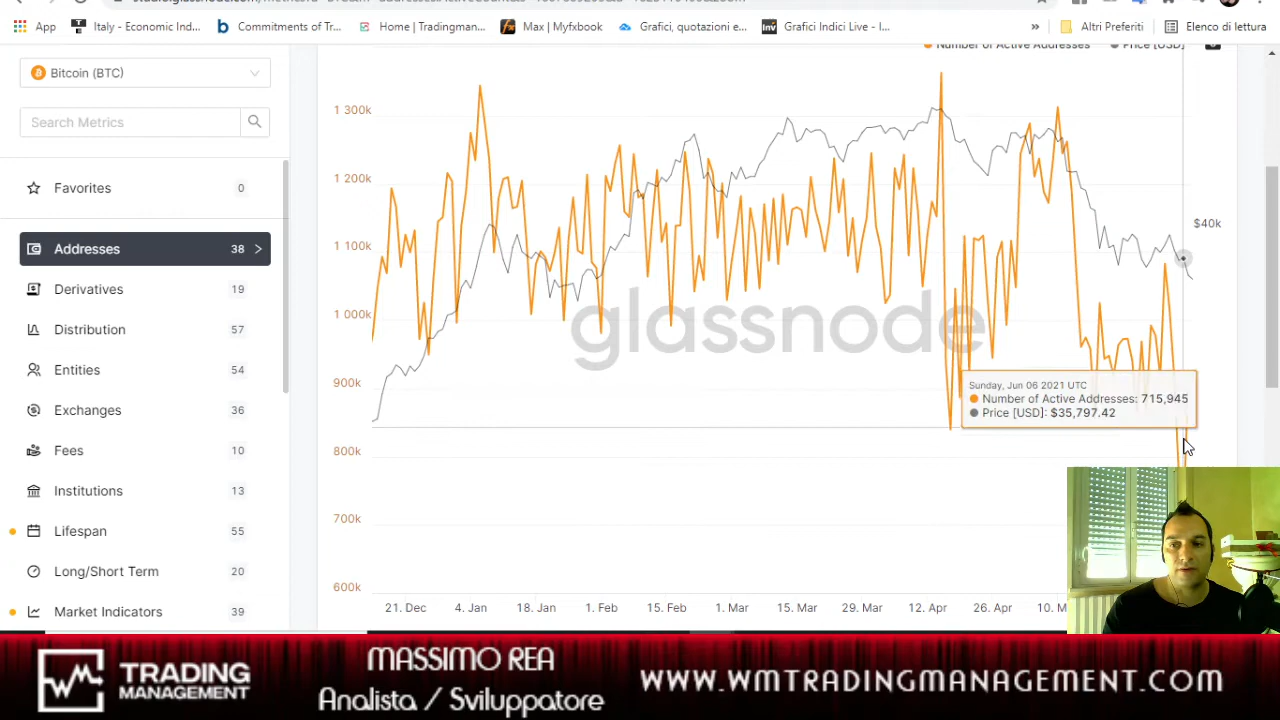 App
Italy - Economic Ind...
Commitments of Tr...
Home | Tradingman...
Max | Myfxbook
Grafici, quotazioni e...
Grafici Indici Live - I...
»
Altri Preferiti
Elenco di lettura
Bitcoin (BTC)
Search Metrics
Favorites 0
Addresses 38 >
Derivatives 19
Distribution 57
Entities 54
Exchanges 36
Fees 10
Institutions 13
Lifespan 55
Long/Short Term 20
Market Indicators 39
Number of Active Addresses
Price [USD]
1 300k
1 200k
1 100k
1 000k
900k
800k
700k
600k
$40k
glassnode
Sunday, Jun 06 2021 UTC
Number of Active Addresses: 715,945
Price [USD]: $35,797.42
21. Dec
4. Jan
18. Jan
1. Feb
15. Feb
1. Mar
15. Mar
29. Mar
12. Apr
26. Apr
10. M
TRADING
MANAGEMENT
MASSIMO REA
Analista / Sviluppatore
WWW.WMTRADINGMANAGEMENT.COM